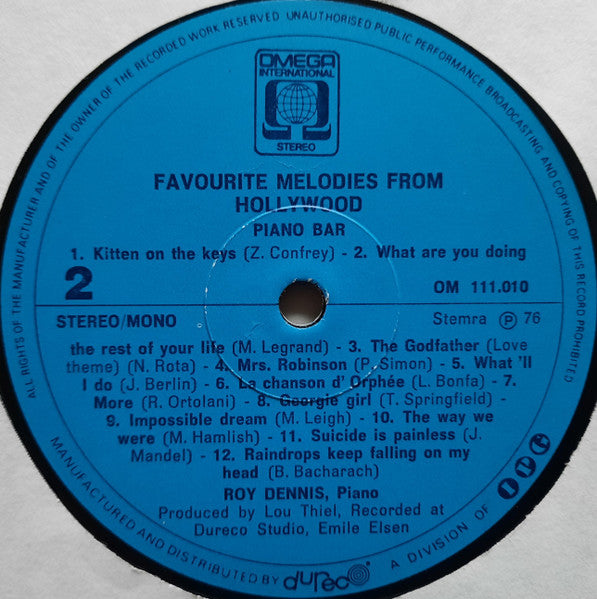 ALL RIGHTS OF THE MANUFACTURER AND OF THE OWNER OF THE RECORDED WORK RESERVED UNAUTHORISED PUBLIC PERFORMANCE BROADCASTING AND COPYING OF THIS RECORD PROHIBITED
OMEGA
INTERNATIONAL
STEREO
FAVOURITE MELODIES FROM
HOLLYWOOD
PIANO BAR
1. Kitten on the keys (Z. Confrey) - 2. What are you doing
2
OM 111.010
STEREO/MONO
Stemra Ⓟ 76
the rest of your life (M. Legrand) - 3. The Godfather (Love
theme) (N. Rota) - 4. Mrs. Robinson (P. Simon) - 5. What 'll
I do (J. Berlin) - 6. La chanson d' Orphée (L. Bonfa) - 7.
More (R. Ortolani) - 8. Georgie girl (T. Springfield) -
9. Impossible dream (M. Leigh) - 10. The way we
were (M. Hamlish) - 11. Suicide is painless (J.
Mandel) - 12. Raindrops keep falling on my
head (B. Bacharach)
ROY DENNIS, Piano
Produced by Lou Thiel, Recorded at
Dureco Studio, Emile Elsen
MANUFACTURED AND DISTRIBUTED BY dureco A DIVISION OF